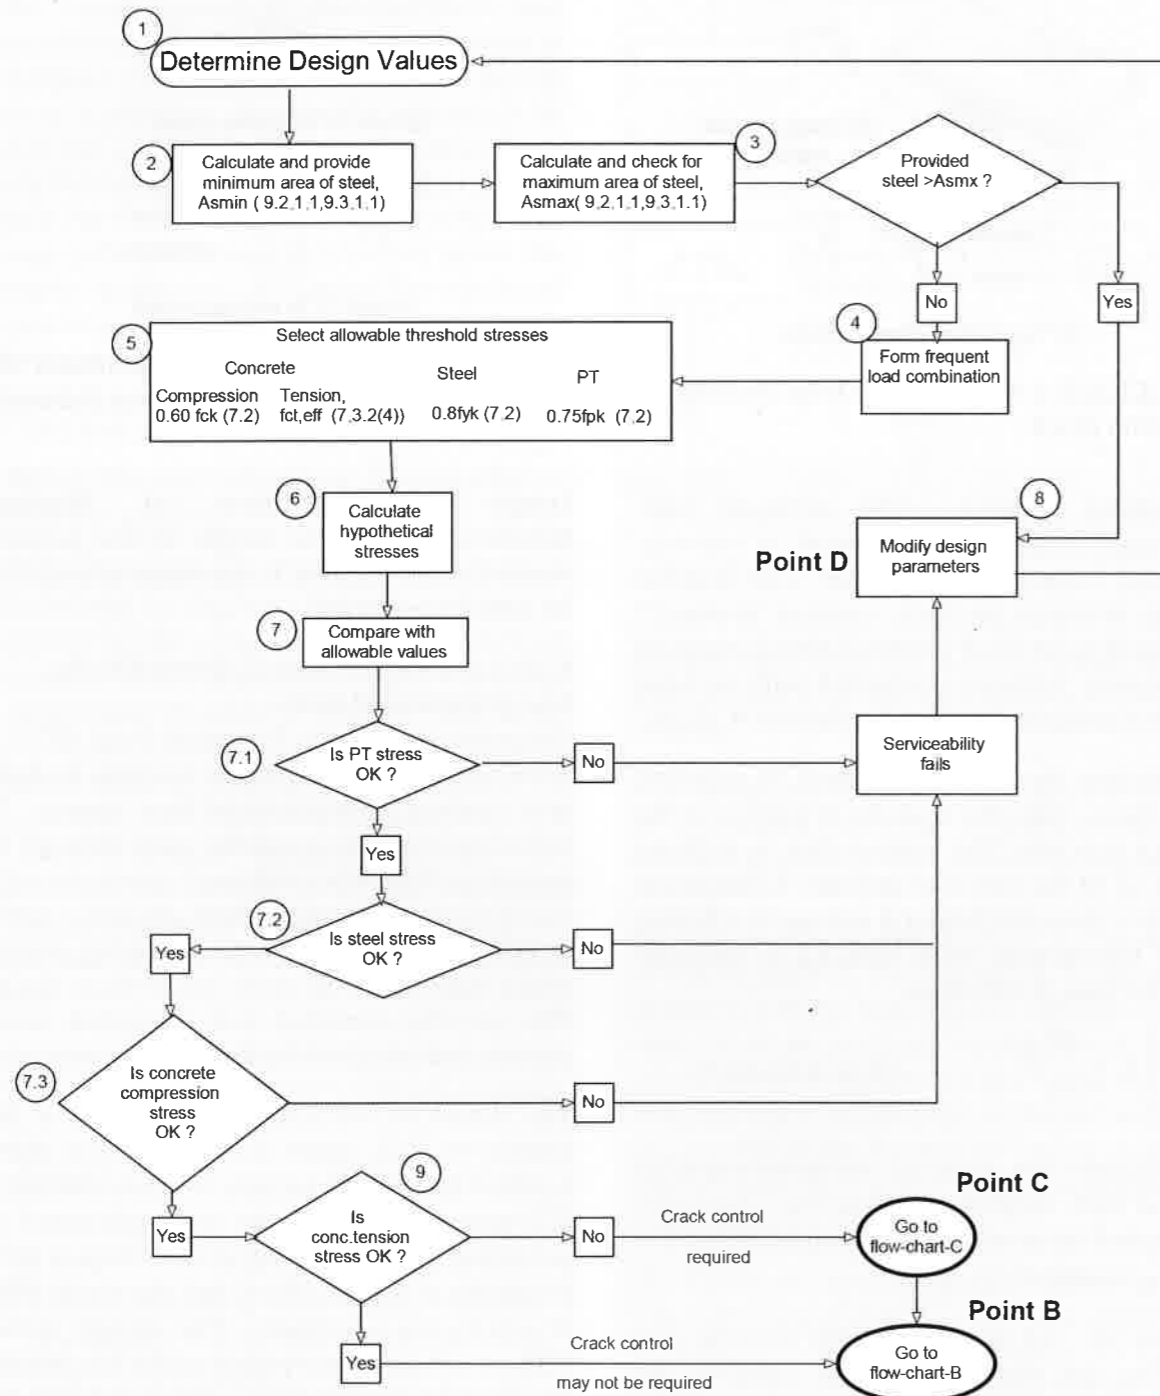 1
Determine Design Values
2
Calculate and provide
minimum area of steel,
Asmin ( 9.2.1.1,9.3.1.1)
Calculate and check for
maximum area of steel,
Asmax( 9.2.1.1,9.3.1.1)
3
Provided
steel >Asmx ?
No
Yes
4
Form frequent
load combination
5
Select allowable threshold stresses
Concrete
Steel
PT
Compression
0.60 fck (7.2)
Tension,
fct,eff (7.3.2(4))
0.8fyk (7.2)
0.75fpk (7.2)
6
Calculate
hypothetical
stresses
8
Point D
Modify design
parameters
7
Compare with
allowable values
7.1
Is PT stress
OK ?
No
Serviceability
fails
Yes
7.2
Is steel stress
OK ?
Yes
No
7.3
Is concrete
compression
stress
OK ?
No
Yes
9
Is
conc.tension
stress OK ?
No
Crack control
required
Point C
Go to
flow-chart-C
Point B
Yes
Crack control
may not be required
Go to
flow-chart-B